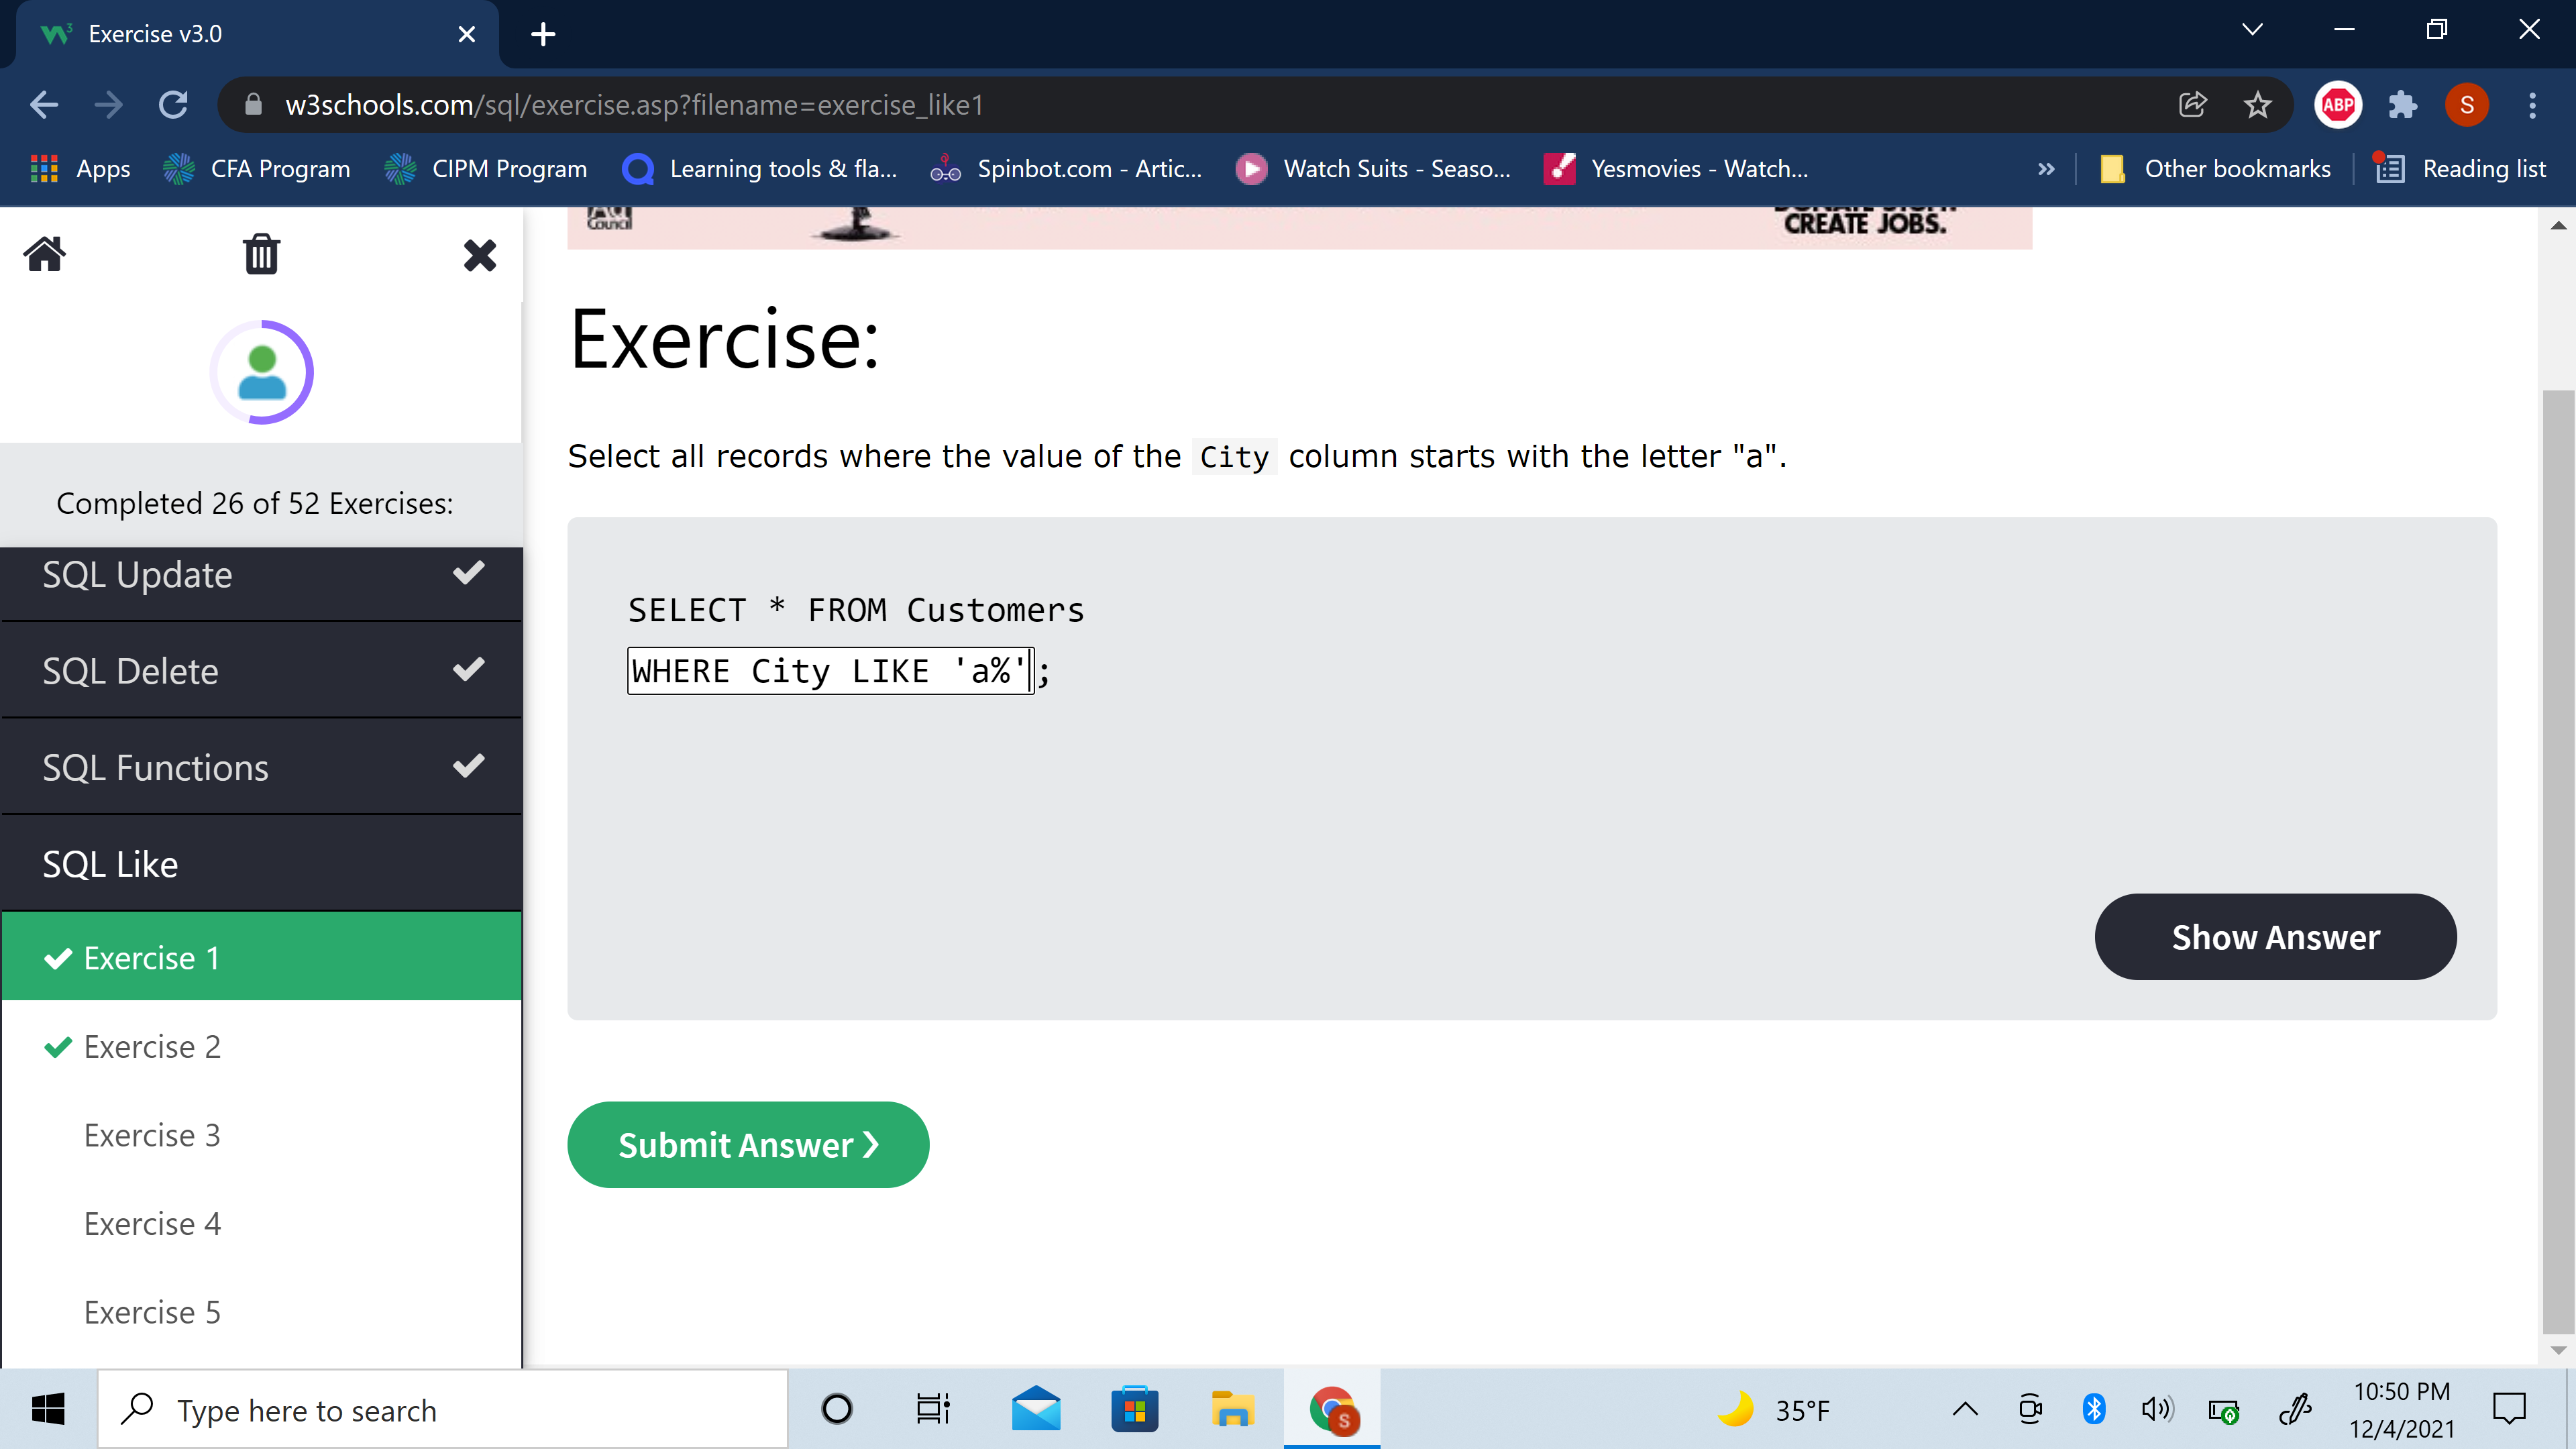 Exercise v3.0
w3schools.com/sql/exercise.asp?filename=exercise_like1
ABP
S
Apps
CFA Program
CIPM Program
Learning tools & fla...
Spinbot.com - Artic...
Watch Suits - Seaso...
Yesmovies - Watch...
»
Other bookmarks
Reading list
Council
CREATE JOBS.
Completed 26 of 52 Exercises:
SQL Update
SQL Delete
SQL Functions
SQL Like
Exercise 1
Exercise 2
Exercise 3
Exercise 4
Exercise 5
Exercise:
Select all records where the value of the City column starts with the letter "a".
SELECT * FROM Customers
WHERE City LIKE 'a%';
Show Answer
Submit Answer ❯
Type here to search
S
35°F
10:50 PM
12/4/2021